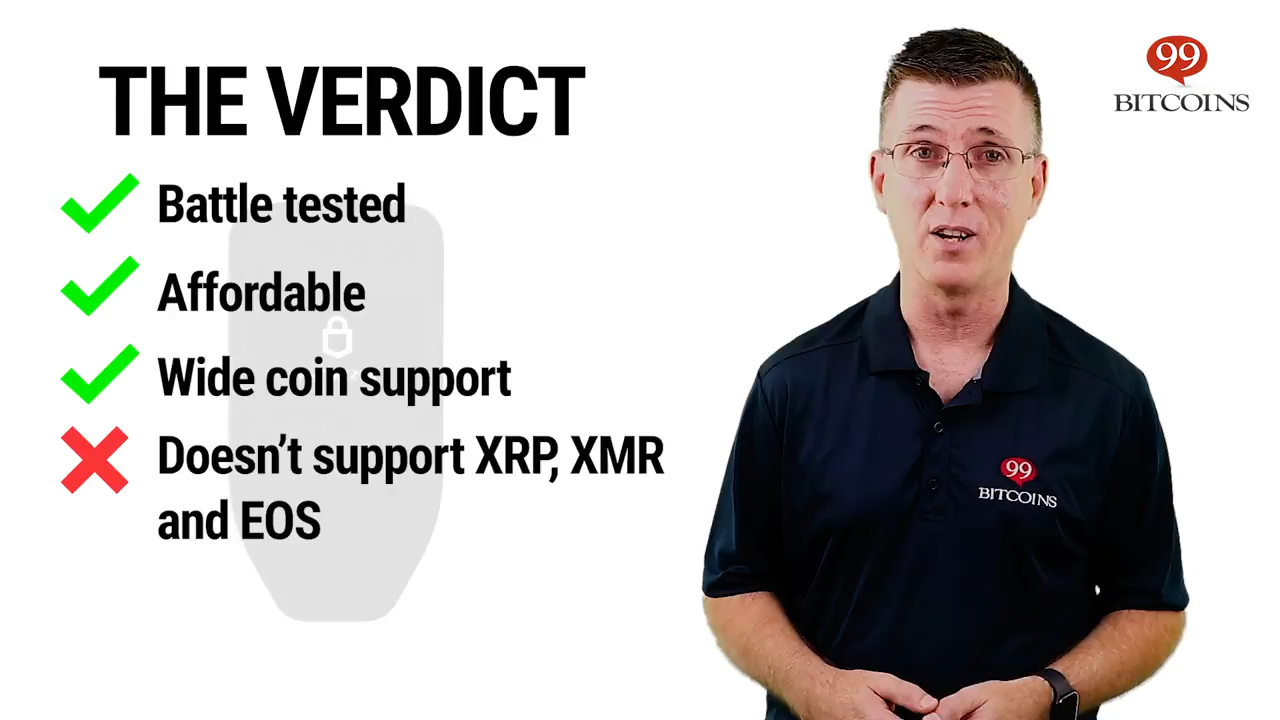 THE VERDICT
Battle tested
Affordable
Wide coin support
Doesn't support XRP, XMR
and EOS
99
BITCOINS
99
BITCOINS